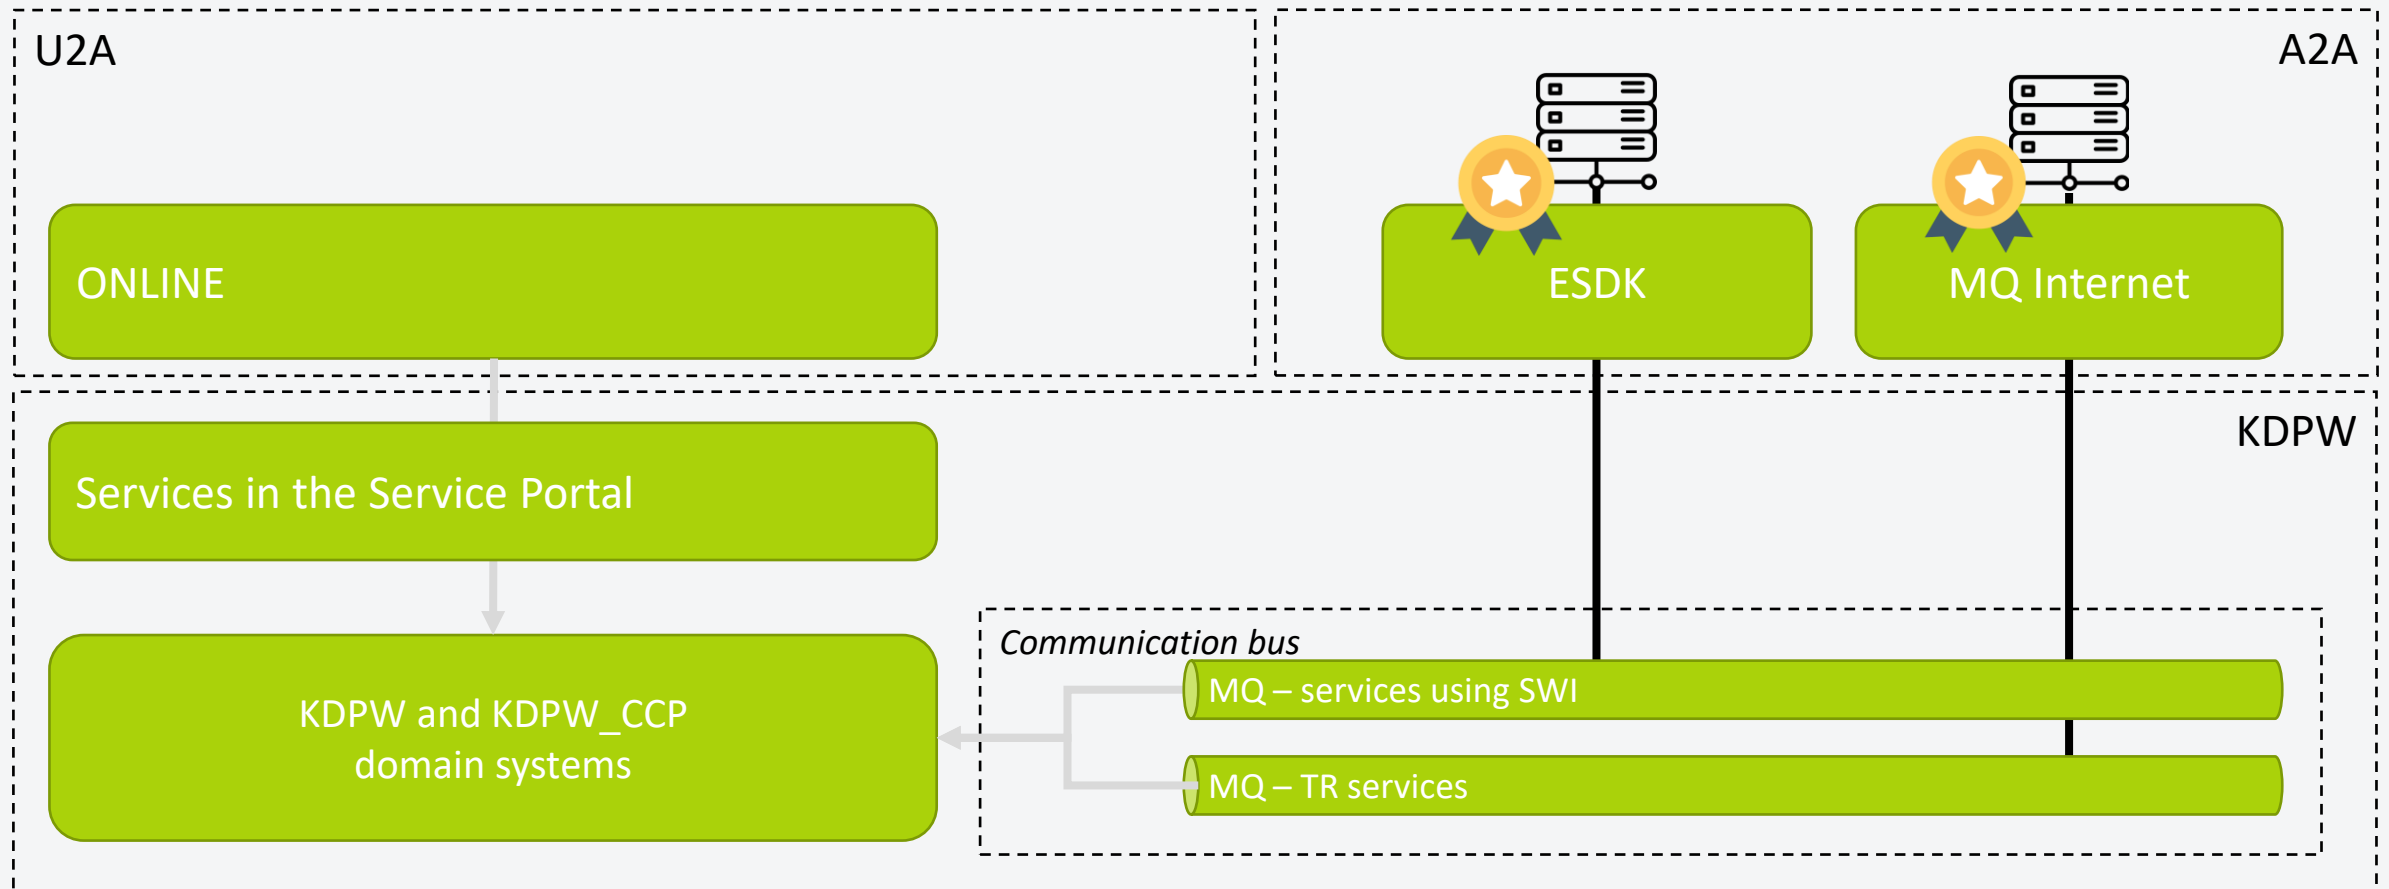 U2A
A2A
ONLINE
ESDK
MQ Internet
KDPW
Services in the Service Portal
Communication bus
KDPW and KDPW_CCP
domain systems
MQ – services using SWI
MQ – TR services